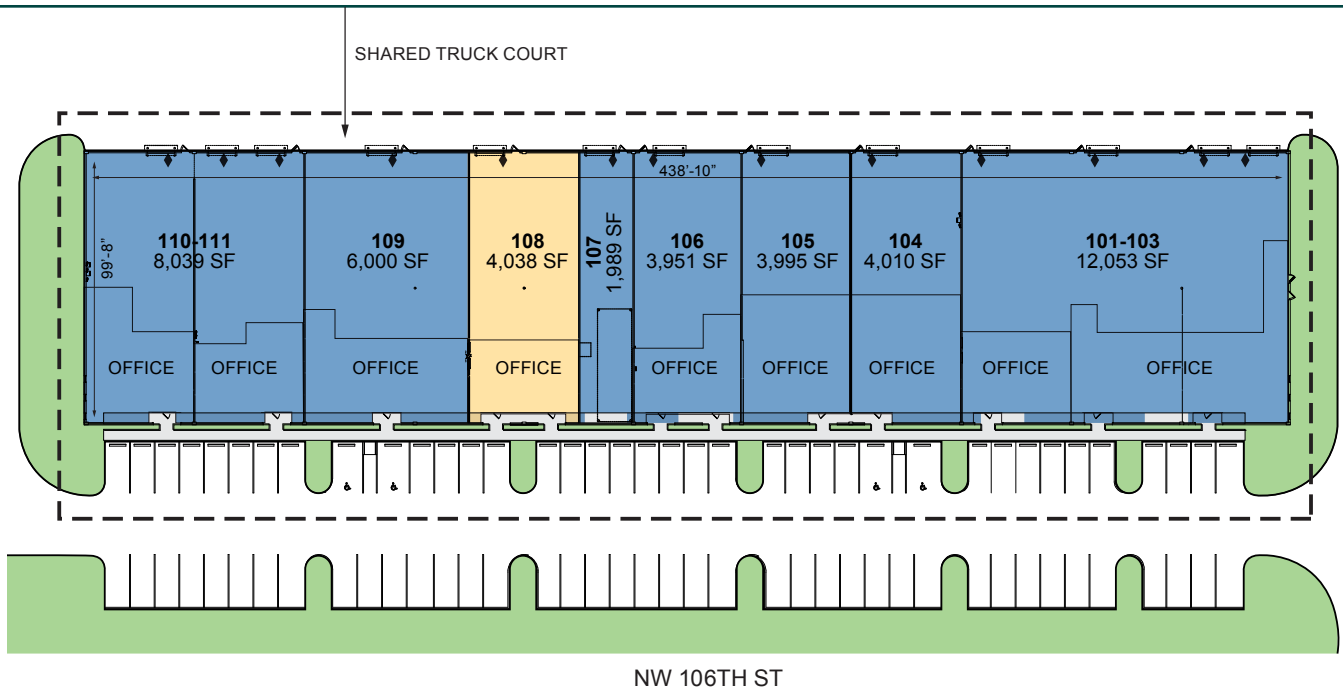 SHARED TRUCK COURT
438'-10"
99'-8"
110-111
8,039 SF
109
6,000 SF
108
4,038 SF
107
1,989 SF
106
3,951 SF
105
3,995 SF
104
4,010 SF
101-103
12,053 SF
OFFICE
OFFICE
OFFICE
OFFICE
OFFICE
OFFICE
OFFICE
OFFICE
OFFICE
NW 106TH ST